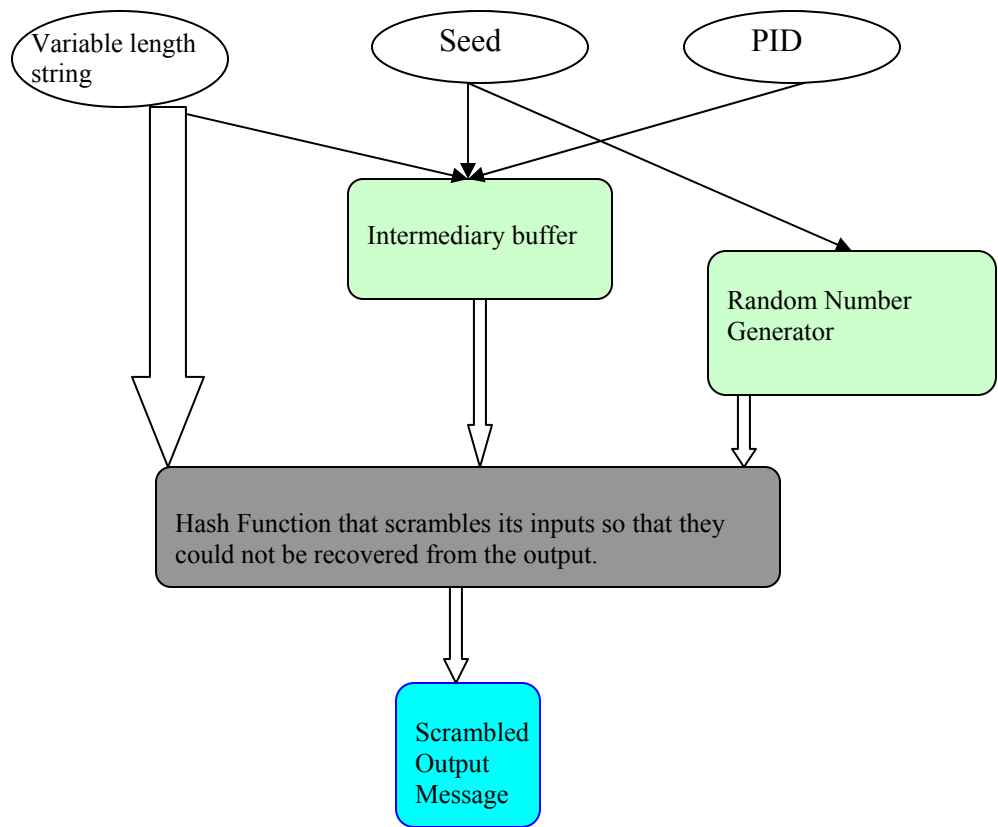 Variable length
string
Seed
PID
Intermediary buffer
Random Number
Generator
Hash Function that scrambles its inputs so that they
could not be recovered from the output.
Scrambled
Output
Message